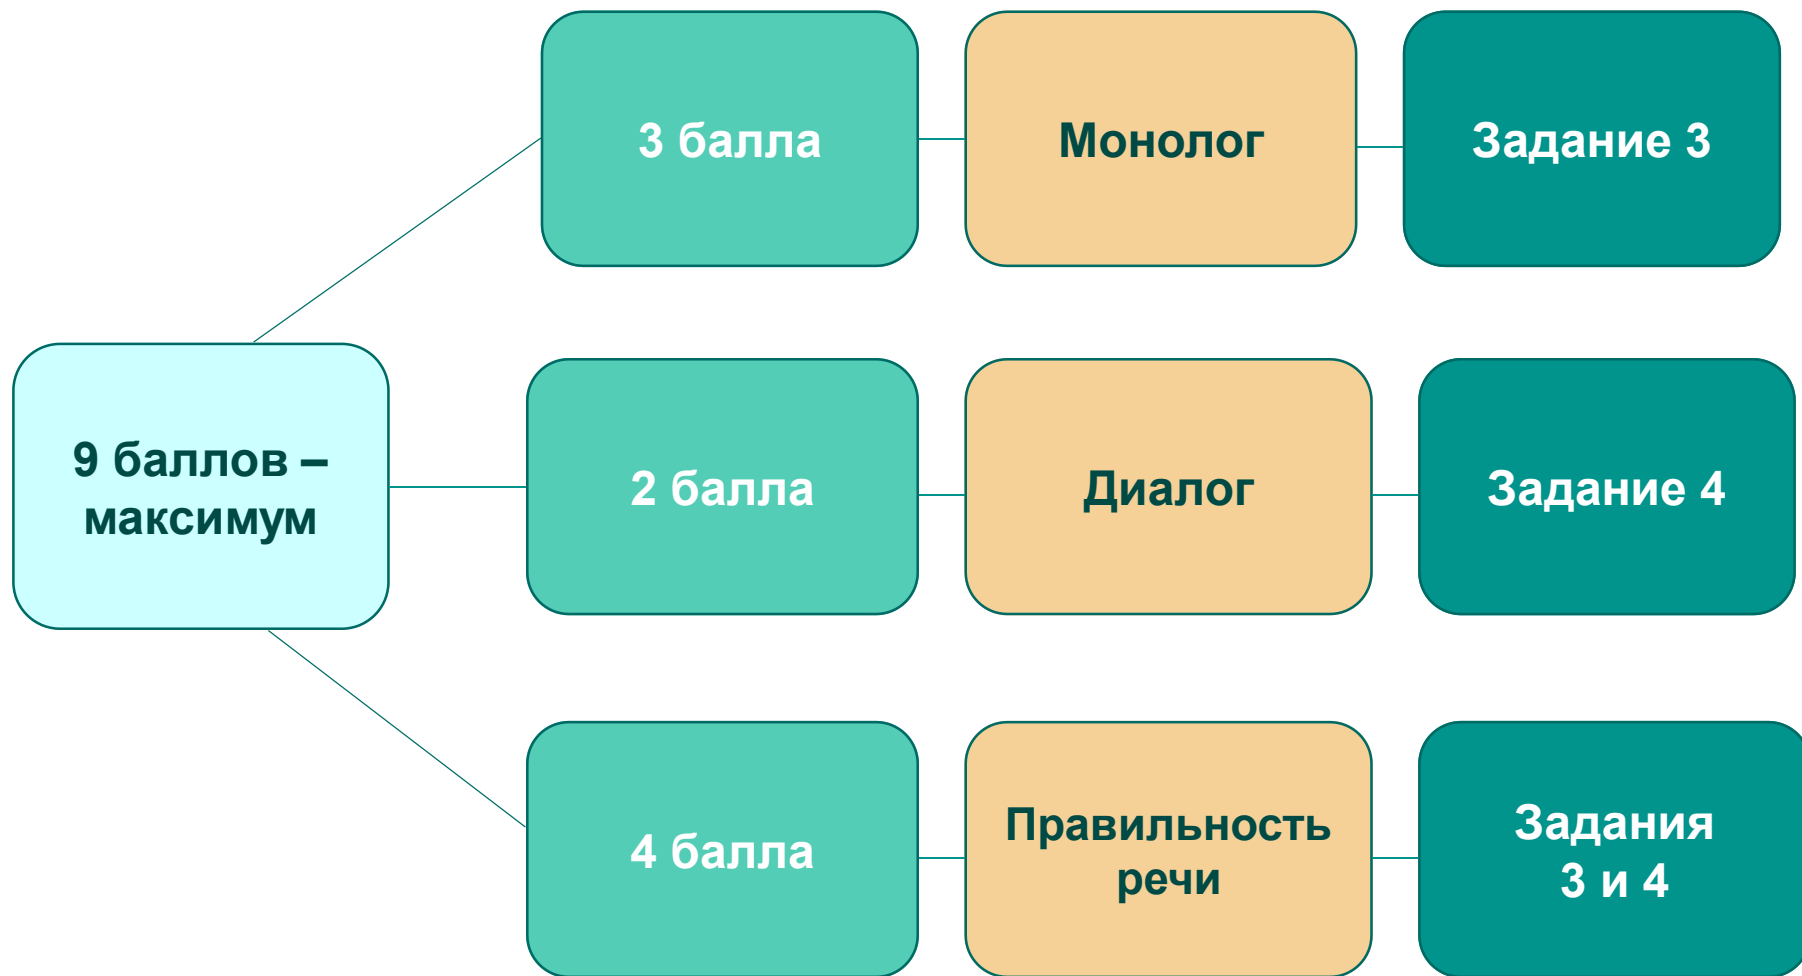 3 балла
Монолог
Задание 3
9 баллов –
максимум
2 балла
Диалог
Задание 4
4 балла
Правильность
речи
Задания
3 и 4